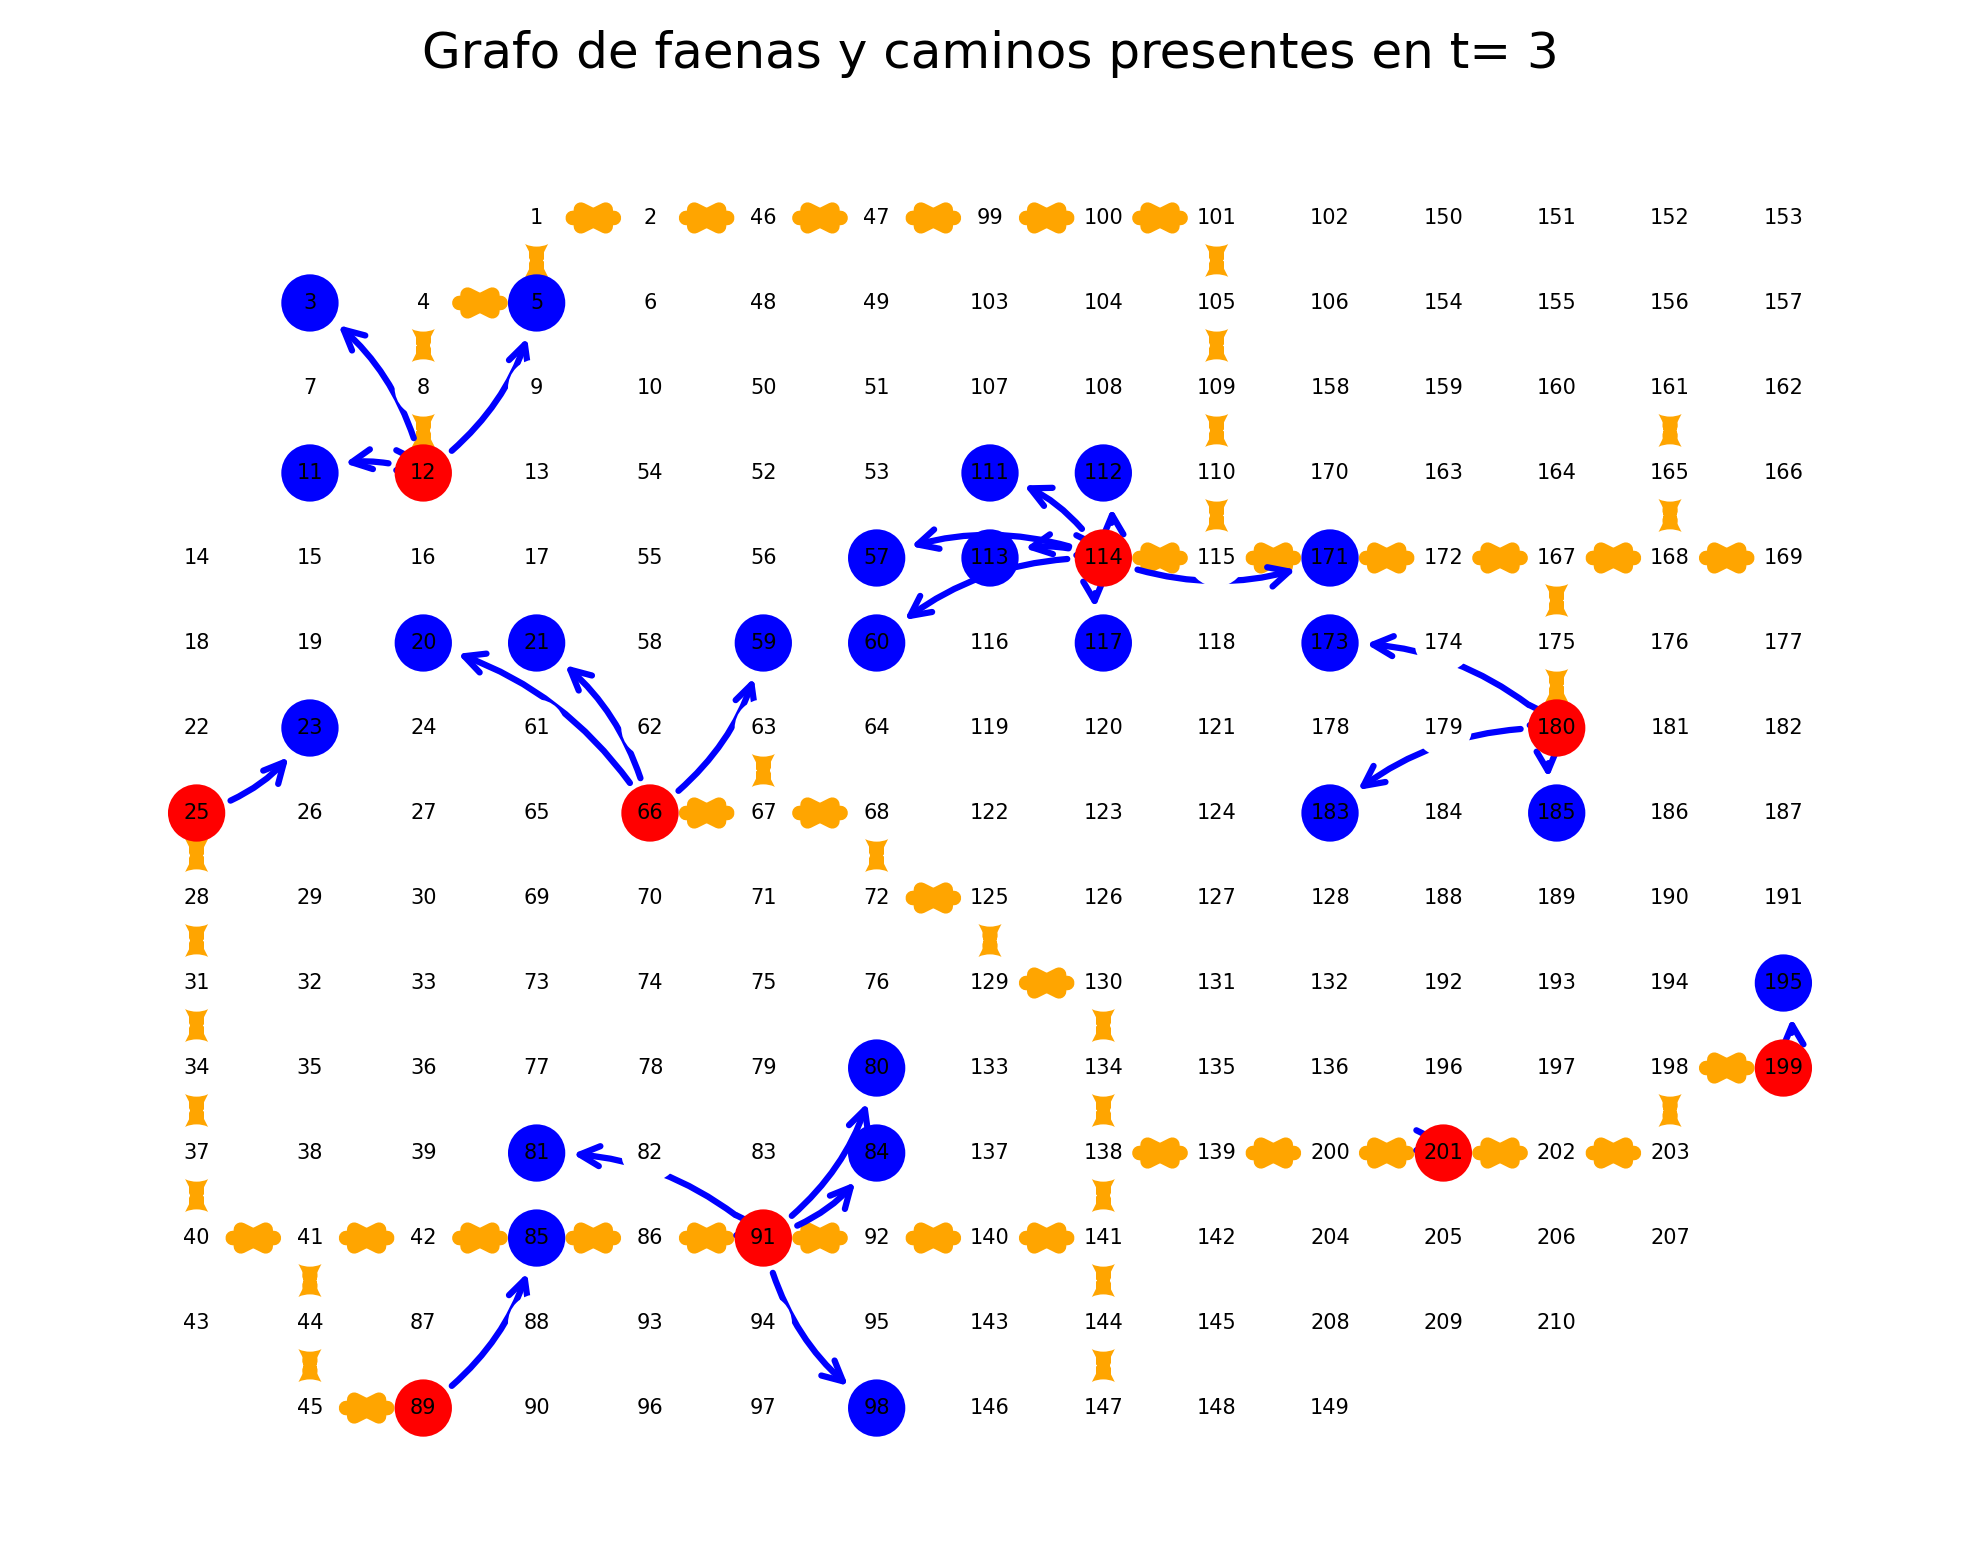 Grafo de faenas y caminos presentes en t= 3
1 2 46 47 99 100 101 102 150 151 152 153
3 4 5 6 48 49 103 104 105 106 154 155 156 157
7 8 9 10 50 51 107 108 109 158 159 160 161 162
11 12 13 54 52 53 111 112 110 170 163 164 165 166
14 15 16 17 55 56 57 113 114 115 171 172 167 168 169
18 19 20 21 58 59 60 116 117 118 173 174 175 176 177
22 23 24 61 62 63 64 119 120 121 178 179 180 181 182
25 26 27 65 66 67 68 122 123 124 183 184 185 186 187
28 29 30 69 70 71 72 125 126 127 128 188 189 190 191
31 32 33 73 74 75 76 129 130 131 132 192 193 194 195
34 35 36 77 78 79 80 133 134 135 136 196 197 198 199
37 38 39 81 82 83 84 137 138 139 200 201 202 203
40 41 42 85 86 91 92 140 141 142 204 205 206 207
43 44 87 88 93 94 95 143 144 145 208 209 210
45 89 90 96 97 98 146 147 148 149